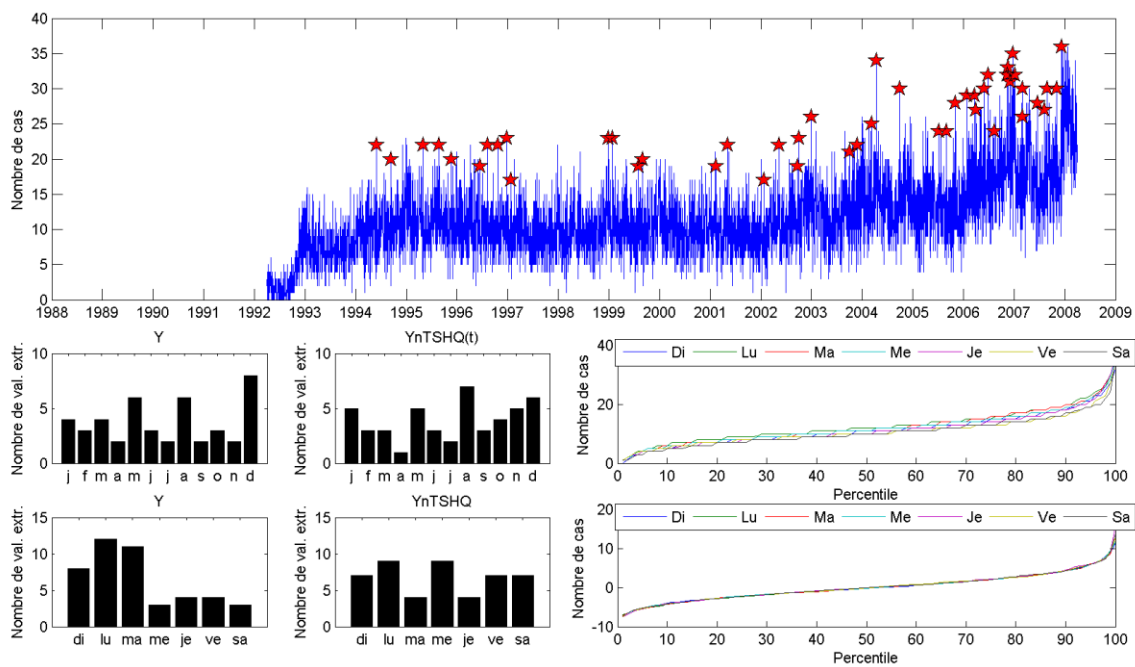 40
35
30
25
20
15
10
5
0
Nombre de cas
1988 1989 1990 1991 1992 1993 1994 1995 1996 1997 1998 1999 2000 2001 2002 2003 2004 2005 2006 2007 2008 2009
Y
10
5
0
Nombre de val. extr.
j f m a m j j a s o n d
YnTSHQ(t)
10
5
0
Nombre de val. extr.
j f m a m j j a s o n d
Di Lu Ma Me Je Ve Sa
40
20
0
Nombre de cas
0 10 20 30 40 50 60 70 80 90 100
Percentile
Y
15
10
5
0
Nombre de val. extr.
di lu ma me je ve sa
YnTSHQ
15
10
5
0
Nombre de val. extr.
di lu ma me je ve sa
Di Lu Ma Me Je Ve Sa
20
10
0
-10
Nombre de cas
0 10 20 30 40 50 60 70 80 90 100
Percentile